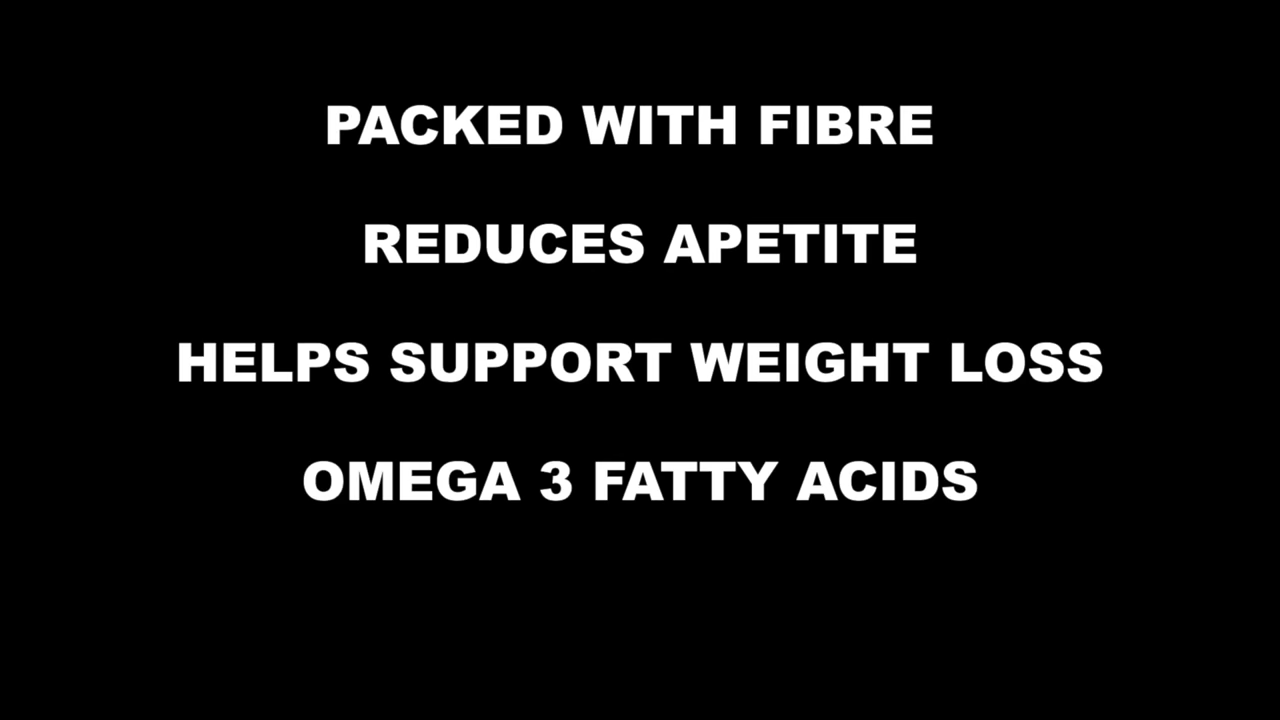 PACKED WITH FIBRE
REDUCES APETITE
HELPS SUPPORT WEIGHT LOSS
OMEGA 3 FATTY ACIDS